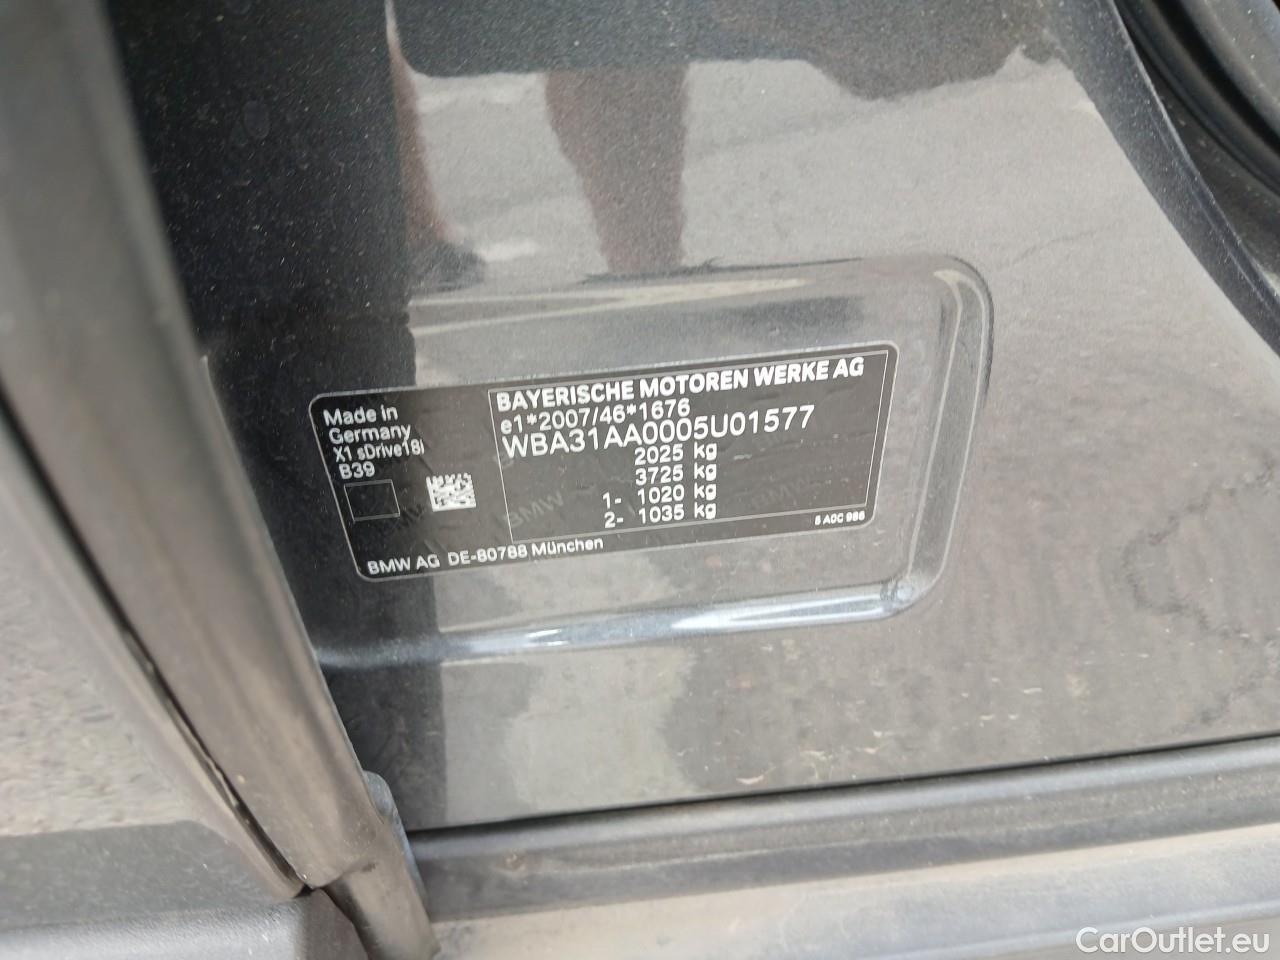 Made in
Germany
X1 sDrive18i
B39
BAYERISCHE MOTOREN WERKE AG
e1*2007/46*1676
WBA31AA0005U01577
2025 kg
3725 kg
1- 1020 kg
2- 1035 kg
BMW AG DE-80788 München
CarOutlet.eu